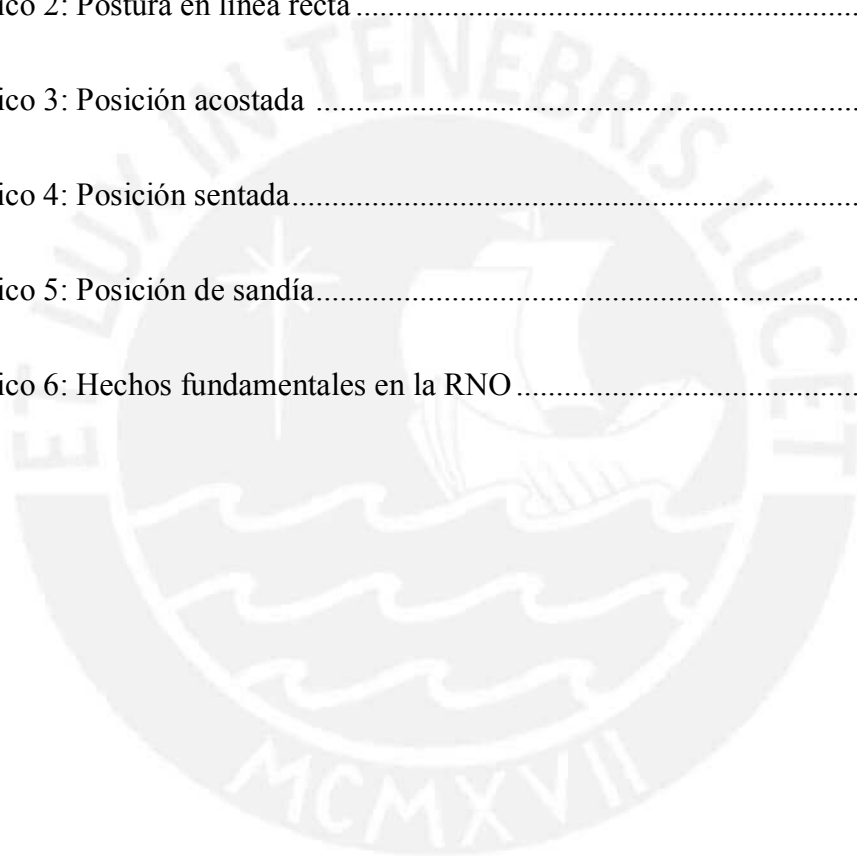 ico 2: Postura en línea recta ................................................................
ico 3: Posición acostada ................................................................
ico 4: Posición sentada................................................................
ico 5: Posición de sandía................................................................
ico 6: Hechos fundamentales en la RNO ................................................
ET LUX IN TENEBRIS LUCET
MCMXVII